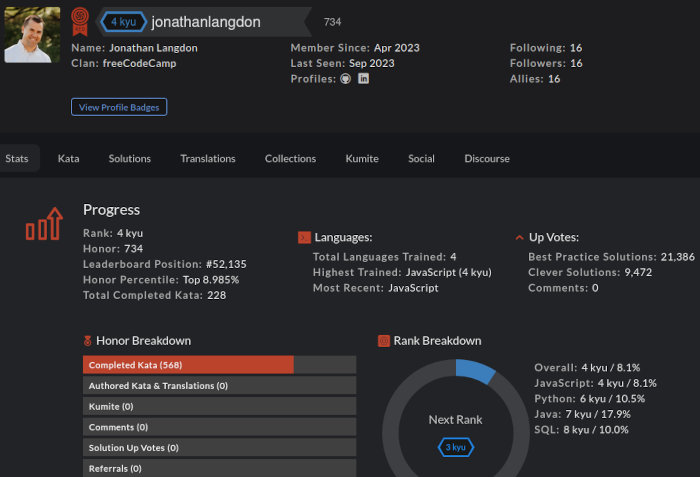 4 kyu jonathanlangdon 734
Name: Jonathan Langdon
Clan: freeCodeCamp
Member Since: Apr 2023
Last Seen: Sep 2023
Profiles:
Following: 16
Followers: 16
Allies: 16
View Profile Badges
Stats Kata Solutions Translations Collections Kumite Social Discourse
Progress
Rank: 4 kyu
Honor: 734
Leaderboard Position: #52,135
Honor Percentile: Top 8.985%
Total Completed Kata: 228
Languages:
Total Languages Trained: 4
Highest Trained: JavaScript (4 kyu)
Most Recent: JavaScript
Up Votes:
Best Practice Solutions: 21,386
Clever Solutions: 9,472
Comments: 0
Honor Breakdown
Completed Kata (568)
Authored Kata & Translations (0)
Kumite (0)
Comments (0)
Solution Up Votes (0)
Referrals (0)
Rank Breakdown
Next Rank
3 kyu
Overall: 4 kyu / 8.1%
JavaScript: 4 kyu / 8.1%
Python: 6 kyu / 10.5%
Java: 7 kyu / 17.9%
SQL: 8 kyu / 10.0%